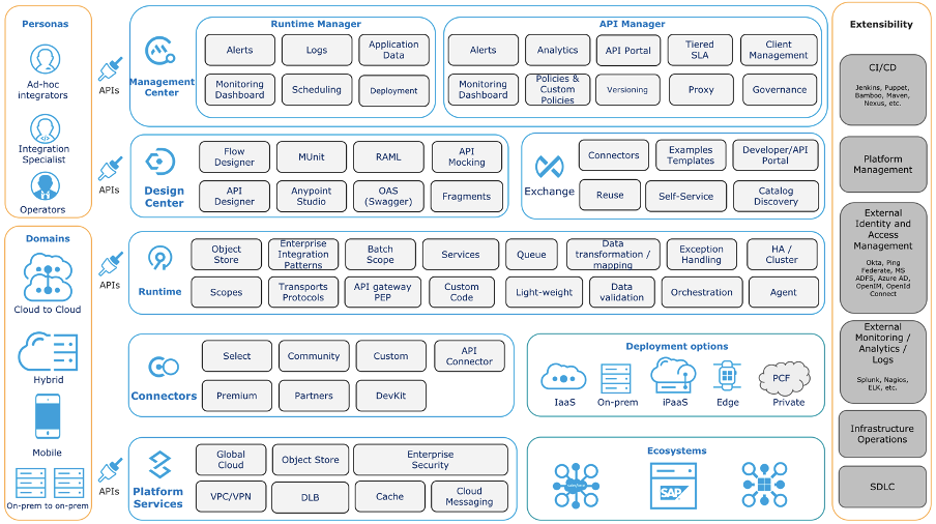 Personas
Ad-hoc
integrators
Integration
Specialist
Operators
Domains
Cloud to Cloud
Hybrid
Mobile
On-prem to on-prem
APIs
APIs
APIs
APIs
Management
Center
Runtime Manager
Alerts
Logs
Application
Data
Monitoring
Dashboard
Scheduling
Deployment
API Manager
Alerts
Analytics
API Portal
Tiered
SLA
Client
Management
Monitoring
Dashboard
Policies &
Custom
Policies
Versioning
Proxy
Governance
Design
Center
Flow
Designer
MUnit
RAML
API
Mocking
API
Designer
Anypoint
Studio
OAS
(Swagger)
Fragments
Exchange
Connectors
Examples
Templates
Developer/API
Portal
Reuse
Self-Service
Catalog
Discovery
Runtime
Object
Store
Enterprise
Integration
Patterns
Batch
Scope
Services
Queue
Data
transformation /
mapping
Exception
Handling
HA /
Cluster
Scopes
Transports
Protocols
API gateway
PEP
Custom
Code
Light-weight
Data
validation
Orchestration
Agent
Connectors
Select
Community
Custom
API
Connector
Premium
Partners
DevKit
Deployment options
IaaS
On-prem
iPaaS
Edge
PCF
Private
Platform
Services
Global
Cloud
Object Store
Enterprise
Security
VPC/VPN
DLB
Cache
Cloud
Messaging
Ecosystems
SAP
Extensibility
CI/CD
Jenkins, Puppet,
Bamboo, Maven,
Nexus, etc.
Platform
Management
External
Identity and
Access
Management
Okta, Ping
Federate, MS
ADFS, Azure AD,
OpenIM, OpenId
Connect
External
Monitoring /
Analytics /
Logs
Splunk, Nagios,
ELK, etc.
Infrastructure
Operations
SDLC